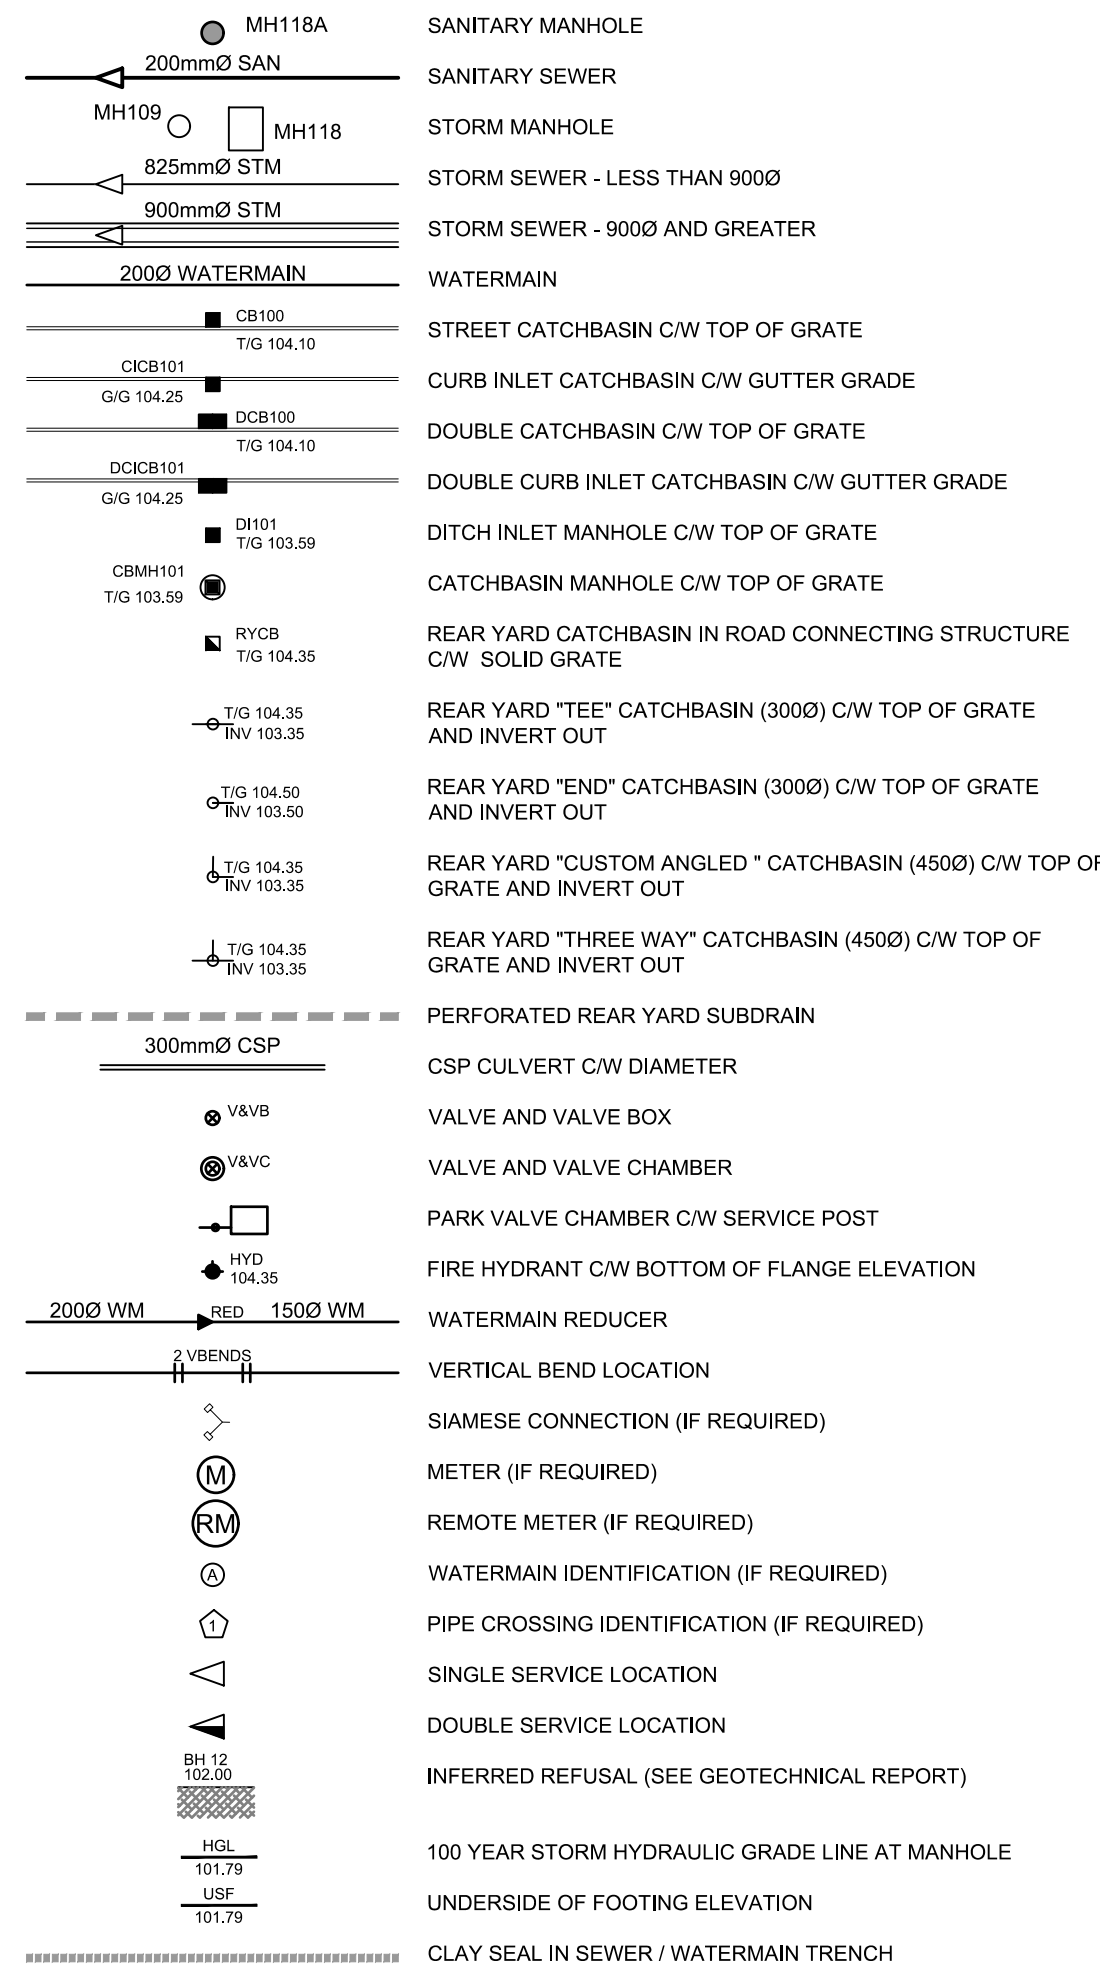 MH118A
SANITARY MANHOLE
200mmØ SAN
SANITARY SEWER
MH109
MH118
STORM MANHOLE
825mmØ STM
STORM SEWER - LESS THAN 900Ø
900mmØ STM
STORM SEWER - 900Ø AND GREATER
200Ø WATERMAIN
WATERMAIN
CB100
T/G 104.10
STREET CATCHBASIN C/W TOP OF GRATE
CICB101
G/G 104.25
CURB INLET CATCHBASIN C/W GUTTER GRADE
DCB100
T/G 104.10
DOUBLE CATCHBASIN C/W TOP OF GRATE
DCICB101
G/G 104.25
DOUBLE CURB INLET CATCHBASIN C/W GUTTER GRADE
DI101
T/G 103.59
DITCH INLET MANHOLE C/W TOP OF GRATE
CBMH101
T/G 103.59
CATCHBASIN MANHOLE C/W TOP OF GRATE
RYCB
T/G 104.35
REAR YARD CATCHBASIN IN ROAD CONNECTING STRUCTURE
C/W SOLID GRATE
T/G 104.35
INV 103.35
REAR YARD "TEE" CATCHBASIN (300Ø) C/W TOP OF GRATE
AND INVERT OUT
T/G 104.50
INV 103.50
REAR YARD "END" CATCHBASIN (300Ø) C/W TOP OF GRATE
AND INVERT OUT
T/G 104.35
INV 103.35
REAR YARD "CUSTOM ANGLED " CATCHBASIN (450Ø) C/W TOP OF
GRATE AND INVERT OUT
T/G 104.35
INV 103.35
REAR YARD "THREE WAY" CATCHBASIN (450Ø) C/W TOP OF
GRATE AND INVERT OUT
PERFORATED REAR YARD SUBDRAIN
300mmØ CSP
CSP CULVERT C/W DIAMETER
V&VB
VALVE AND VALVE BOX
V&VC
VALVE AND VALVE CHAMBER
PARK VALVE CHAMBER C/W SERVICE POST
HYD
104.35
FIRE HYDRANT C/W BOTTOM OF FLANGE ELEVATION
200Ø WM RED 150Ø WM
WATERMAIN REDUCER
2 VBENDS
VERTICAL BEND LOCATION
SIAMESE CONNECTION (IF REQUIRED)
M
METER (IF REQUIRED)
RM
REMOTE METER (IF REQUIRED)
A
WATERMAIN IDENTIFICATION (IF REQUIRED)
1
PIPE CROSSING IDENTIFICATION (IF REQUIRED)
SINGLE SERVICE LOCATION
DOUBLE SERVICE LOCATION
BH 12
102.00
INFERRED REFUSAL (SEE GEOTECHNICAL REPORT)
HGL
101.79
100 YEAR STORM HYDRAULIC GRADE LINE AT MANHOLE
USF
101.79
UNDERSIDE OF FOOTING ELEVATION
CLAY SEAL IN SEWER / WATERMAIN TRENCH